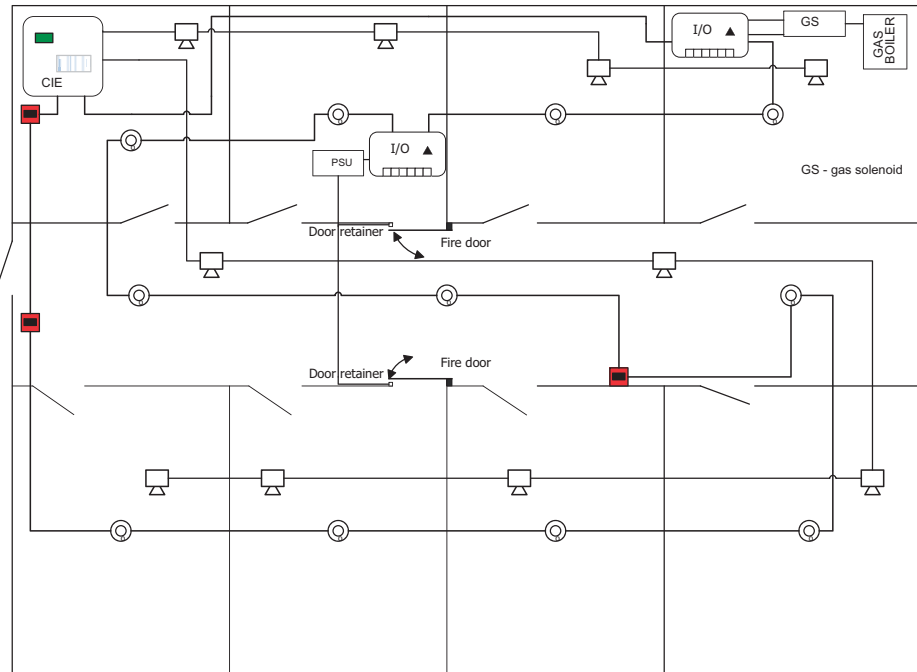 CIE
I/O
GS
GAS
BOILER
I/O
PSU
GS - gas solenoid
Door retainer
Fire door
Fire door
Door retainer